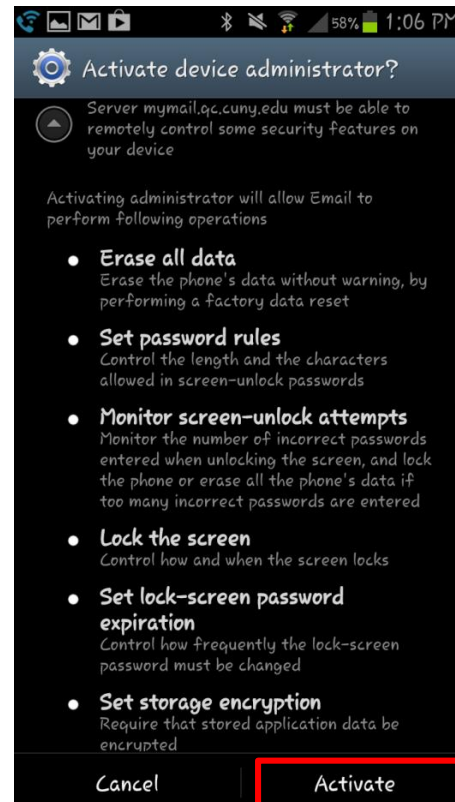 58% 1:06 PM
Activate device administrator?
Server mymail.qc.cuny.edu must be able to
remotely control some security features on
your device
Activating administrator will allow Email to
perform following operations
Erase all data
Erase the phone's data without warning, by
performing a factory data reset
Set password rules
Control the length and the characters
allowed in screen-unlock passwords
Monitor screen-unlock attempts
Monitor the number of incorrect passwords
entered when unlocking the screen, and lock
the phone or erase all the phone's data if
too many incorrect passwords are entered
Lock the screen
Control how and when the screen locks
Set lock-screen password
expiration
Control how frequently the lock-screen
password must be changed
Set storage encryption
Require that stored application data be
encrypted
Cancel Activate